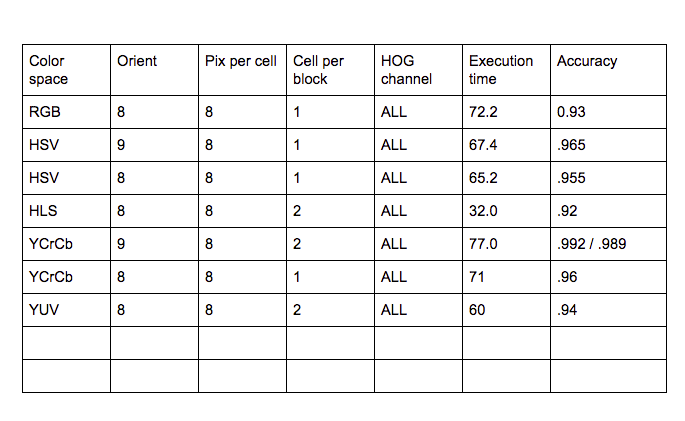 Color space Orient Pix per cell Cell per block HOG channel Execution time Accuracy
RGB 8 8 1 ALL 72.2 0.93
HSV 9 8 1 ALL 67.4 .965
HSV 8 8 1 ALL 65.2 .955
HLS 8 8 2 ALL 32.0 .92
YCrCb 9 8 2 ALL 77.0 .992 / .989
YCrCb 8 8 1 ALL 71 .96
YUV 8 8 2 ALL 60 .94